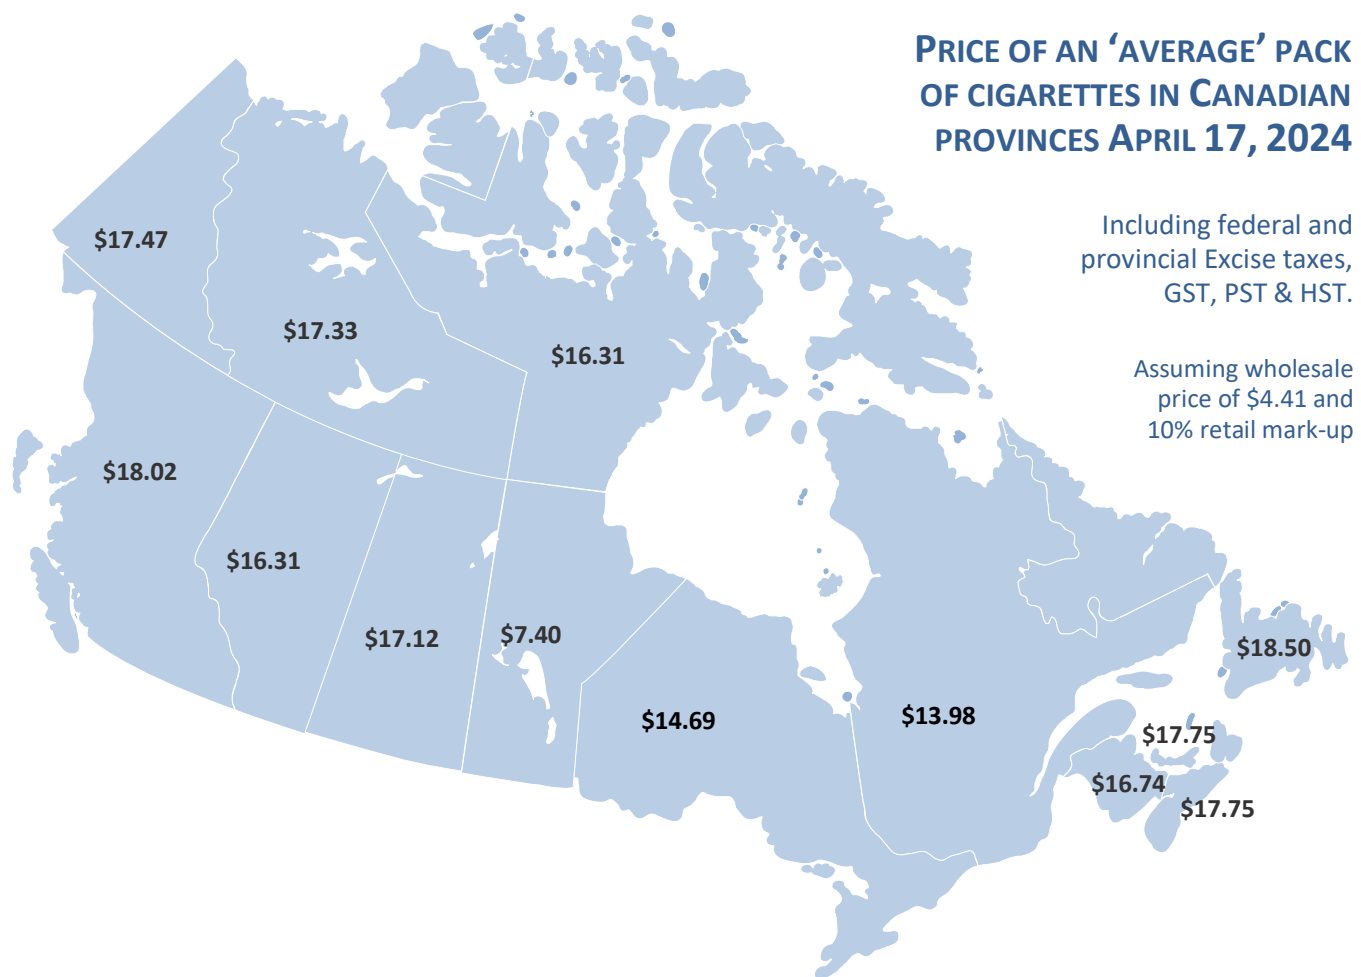 PRICE OF AN ‘AVERAGE’ PACK
OF CIGARETTES IN CANADIAN
PROVINCES APRIL 17, 2024
Including federal and
provincial Excise taxes,
GST, PST & HST.
Assuming wholesale
price of $4.41 and
10% retail mark-up
$17.47
$17.33
$16.31
$18.02
$16.31
$17.12
$7.40
$14.69
$13.98
$18.50
$17.75
$16.74
$17.75